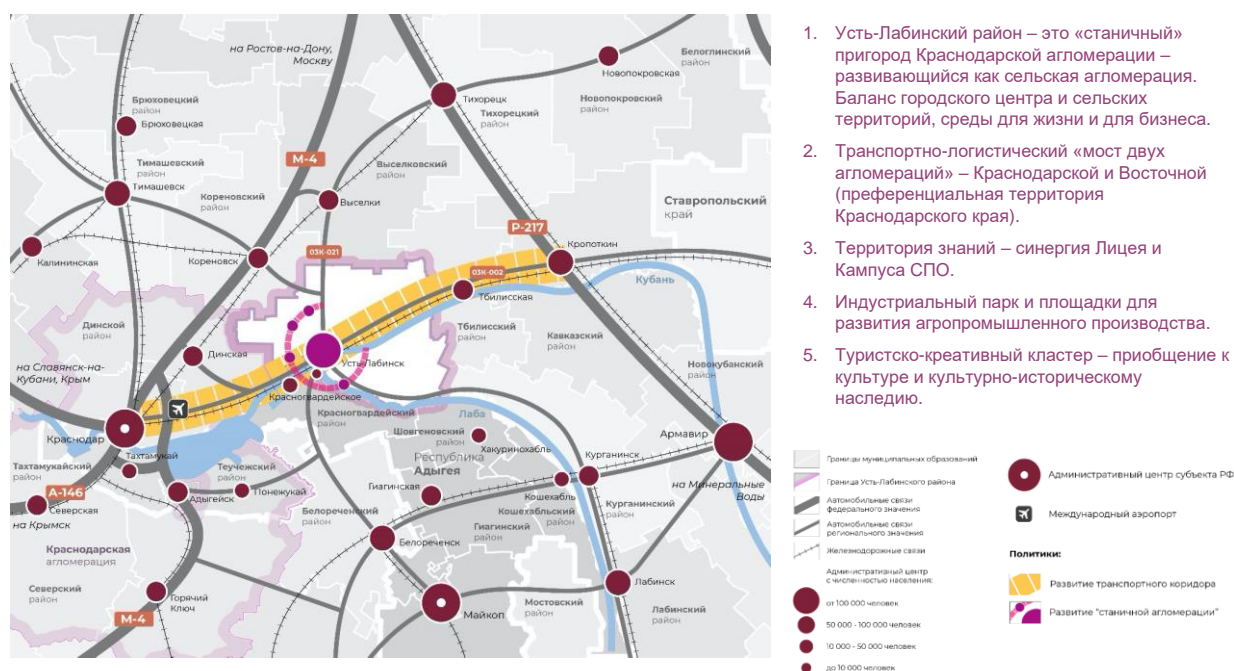 на Ростов-на-Дону,
Москву
Белоглинский
район
Новопокровская
Брюховецкий
район
Брюховецкая
Тихорецк
Тихорецкий
район
Новопокровский
район
М-4
Тимашевский
район
Тимашевск
Выселковский
район
Кореновский
район
Выселки
Ставропольский
край
Р-217
Кропоткин
03К-021
Калининская
Кореновск
03К-002
Кубань
Тбилисская
Динской
район
Тбилисский
район
Кавказский
район
Динская
Усть-Лабинск
Новокубанский
район
на Славянск-на-
Кубани, Крым
Красногвардейское
Красногвардейский
район
Лаба
Краснодар
Шовгеновский
район
Армавир
Тахтамукай
Хакуринохабль
Республика
Адыгея
Курганинск
Тахтамукайский
район
Теучежский
район
А-146
Северская
Адыгейск
Понежукай
Гиагинская
Кошехабль
на Минеральные
Воды
на Крымск
Белореченский
район
Кошехабльский
район
Курганинский
район
Гиагинский
район
Краснодарская
агломерация
Белореченск
Северский
район
Горячий
Ключ
Лабинск
М-4
Майкоп
Мостовский
район
Лабинский
район
1. Усть-Лабинский район – это «станичный»
пригород Краснодарской агломерации –
развивающийся как сельская агломерация.
Баланс городского центра и сельских
территорий, среды для жизни и для бизнеса.
2. Транспортно-логистический «мост двух
агломераций» – Краснодарской и Восточной
(преференциальная территория
Краснодарского края).
3. Территория знаний – синергия Лицея и
Кампуса СПО.
4. Индустриальный парк и площадки для
развития агропромышленного производства.
5. Туристско-креативный кластер – приобщение к
культуре и культурно-историческому
наследию.
Границы муниципальных образований
Граница Усть-Лабинского района
Автомобильные связи
федерального значения
Автомобильные связи
регионального значения
Железнодорожные связи
Административный центр
с численностью населения:
от 100 000 человек
50 000 - 100 000 человек
10 000 - 50 000 человек
до 10 000 человек
Административный центр субъекта РФ
Международный аэропорт
Политики:
Развитие транспортного коридора
Развитие "станичной агломерации"